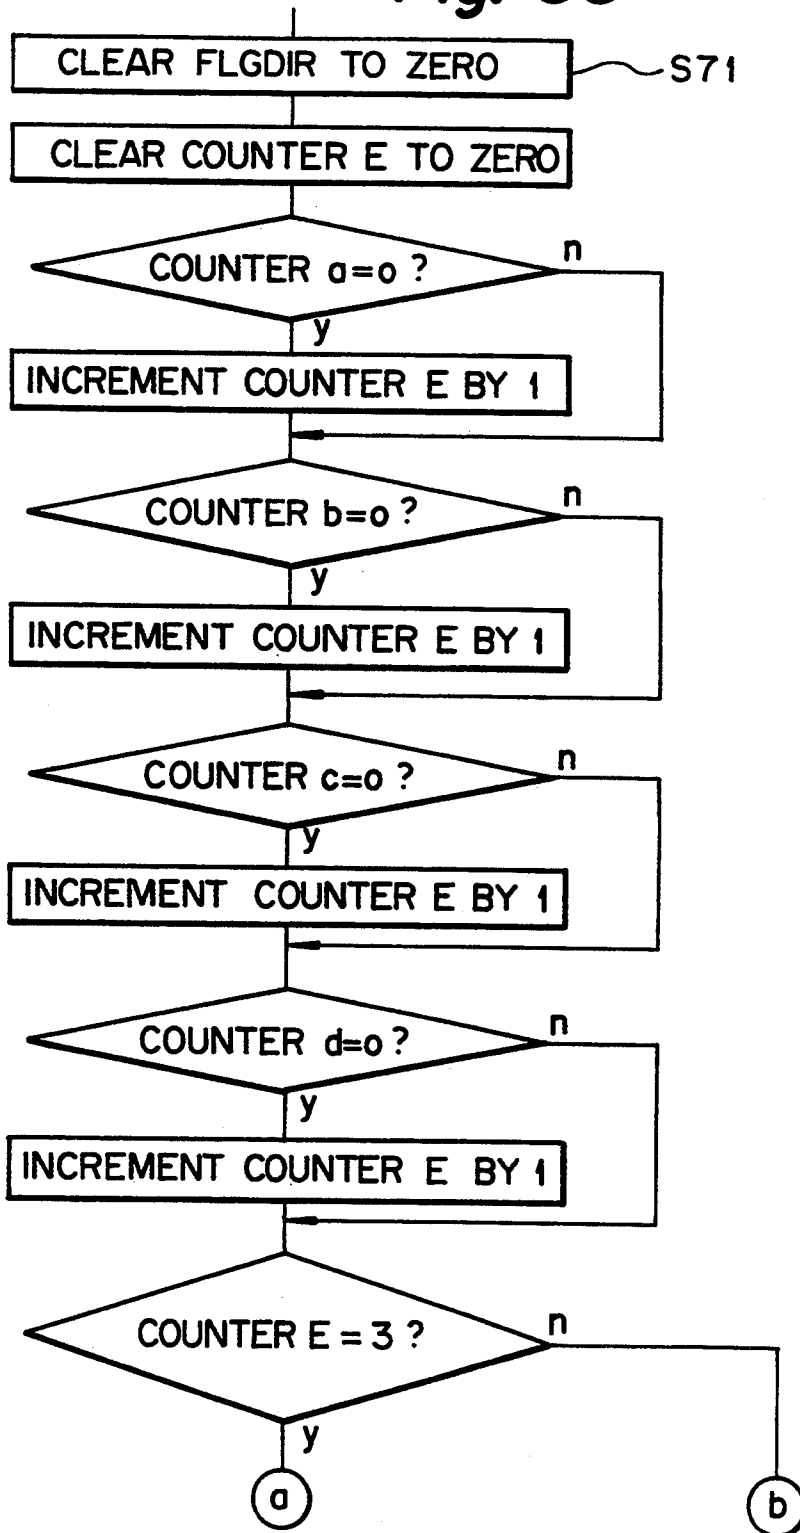 CLEAR FLGDIR TO ZERO
S71
CLEAR COUNTER E TO ZERO
COUNTER a=o ?
n
y
INCREMENT COUNTER E BY 1
COUNTER b=o ?
n
y
INCREMENT COUNTER E BY 1
COUNTER c=o ?
n
y
INCREMENT COUNTER E BY 1
COUNTER d=o ?
n
y
INCREMENT COUNTER E BY 1
COUNTER E = 3 ?
n
y
a
b